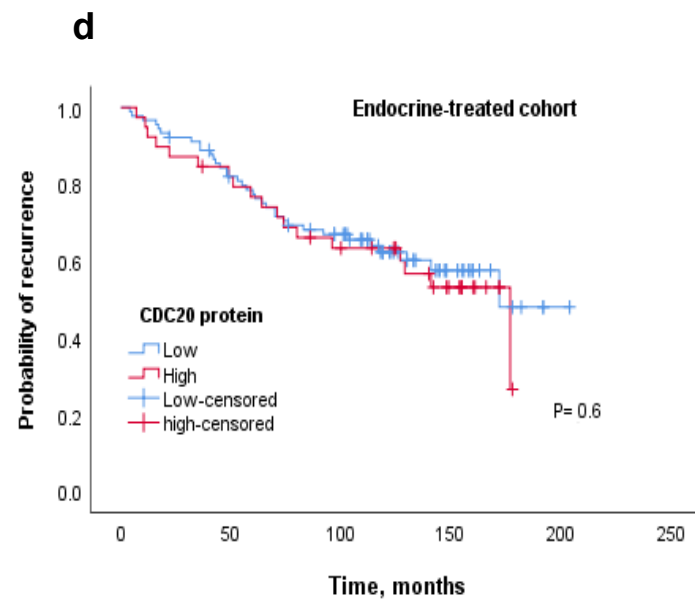 d
Endocrine-treated cohort
Probability of recurrence
1.0
0.8
0.6
0.4
0.2
0.0
CDC20 protein
Low
High
Low-censored
high-censored
P= 0.6
0 50 100 150 200 250
Time, months